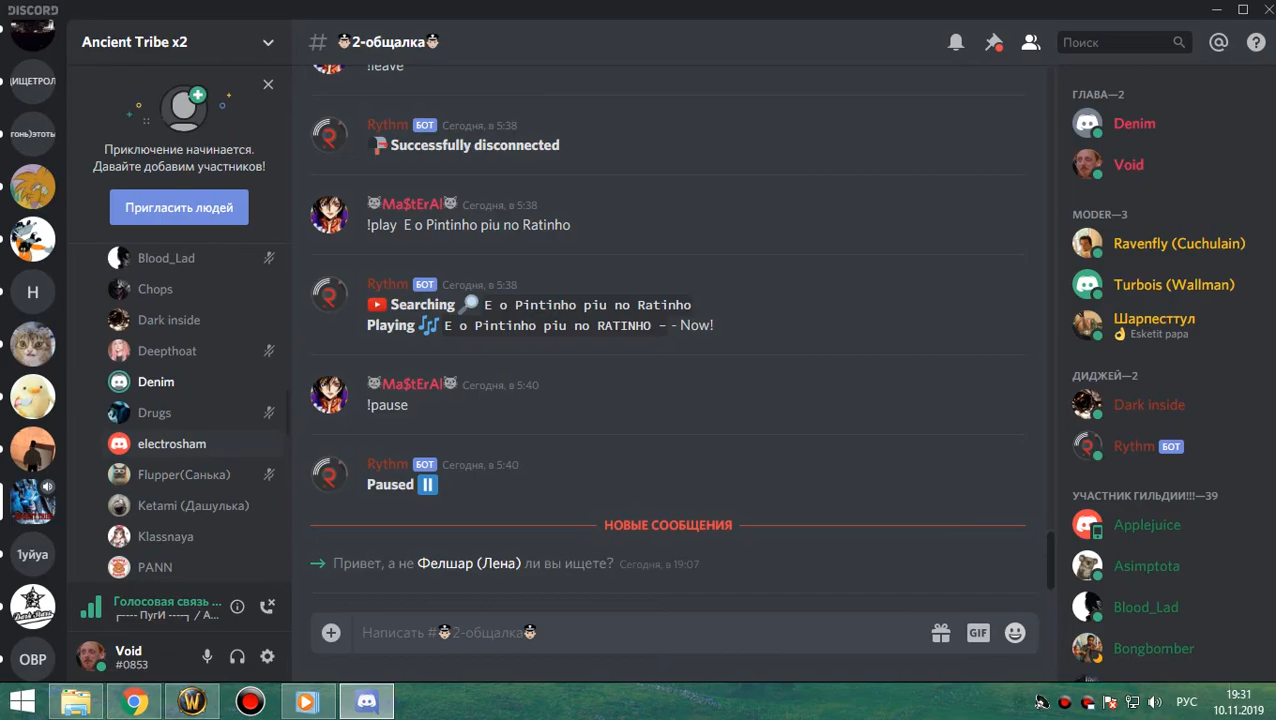 DISCORD
ИЩЕТРОЛ
гонь)этоть
H
1уйуа
ОВР
Ancient Tribe x2
Приключение начинается.
Давайте добавим участников!
Пригласить людей
Blood_Lad
Chops
Dark inside
Deepthoat
Denim
Drugs
electrosham
Flupper(Санька)
Ketami (Дашулька)
Klassnaya
PANN
Голосовая связь ...
┌---- ПугИ ----┐ / A...
Void
#0853
# 2-общалка
Поиск
!leave
Rythm БОТ Сегодня, в 5:38
Successfully disconnected
Ma$tErAl Сегодня, в 5:38
!play E o Pintinho piu no Ratinho
Rythm БОТ Сегодня, в 5:38
Searching E o Pintinho piu no Ratinho
Playing E o Pintinho piu no RATINHO – - Now!
Ma$tErAl Сегодня, в 5:40
!pause
Rythm БОТ Сегодня, в 5:40
Paused
НОВЫЕ СООБЩЕНИЯ
Привет, а не Фелшар (Лена) ли вы ищете? Сегодня, в 19:07
Написать #2-общалка
GIF
ГЛАВА—2
Denim
Void
MODER—3
Ravenfly (Cuchulain)
Turbois (Wallman)
Шарпесттул
Esketit papa
ДИДЖЕЙ—2
Dark inside
Rythm БОТ
УЧАСТНИК ГИЛЬДИИ!!!—39
Applejuice
Asimptota
Blood_Lad
Bongbomber
РУС
19:31
10.11.2019